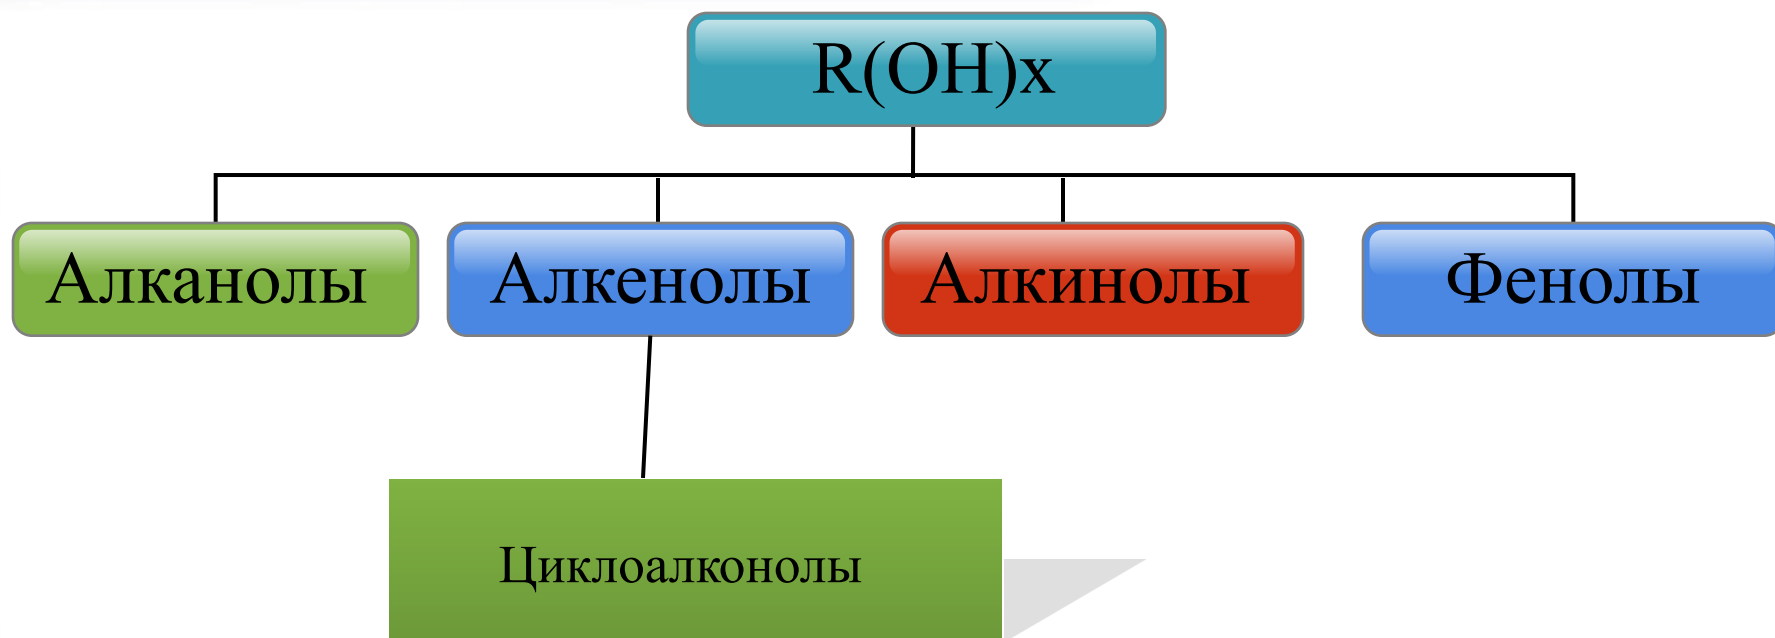 R(OH)x
Алканолы
Алкенолы
Алкинолы
Фенолы
Циклоалконолы